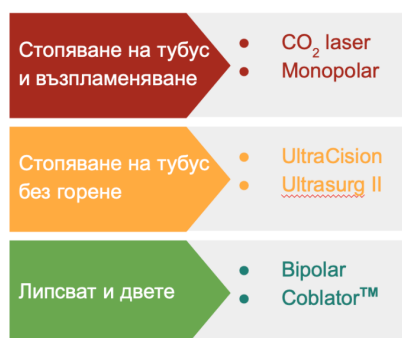 Стопяване на тубус
и възпламеняване
• CO₂ laser
• Monopolar
Стопяване на тубус
без горене
• UltraCision
• Ultrasurg II
Липсват и двете
• Bipolar
• Coblator™